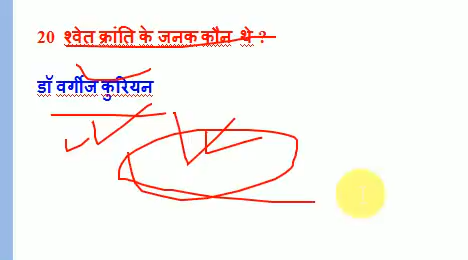 20 श्वेत क्रांति के जनक कौन थे ?
डॉ वर्गीज कुरियन